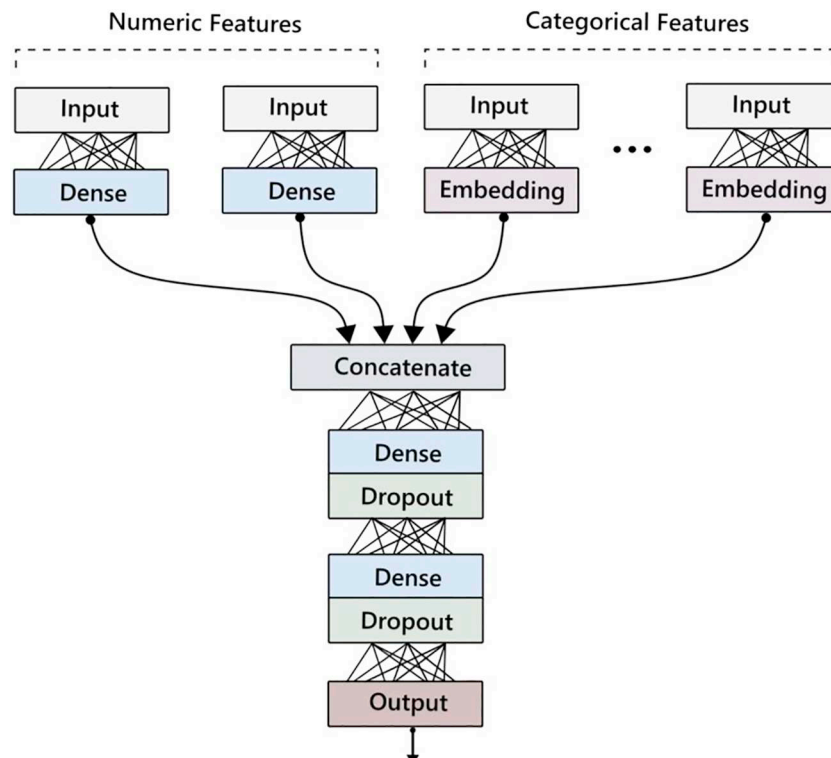 Numeric Features
Categorical Features
Input
Input
Input
Input
Dense
Dense
Embedding
...
Embedding
Concatenate
Dense
Dropout
Dense
Dropout
Output